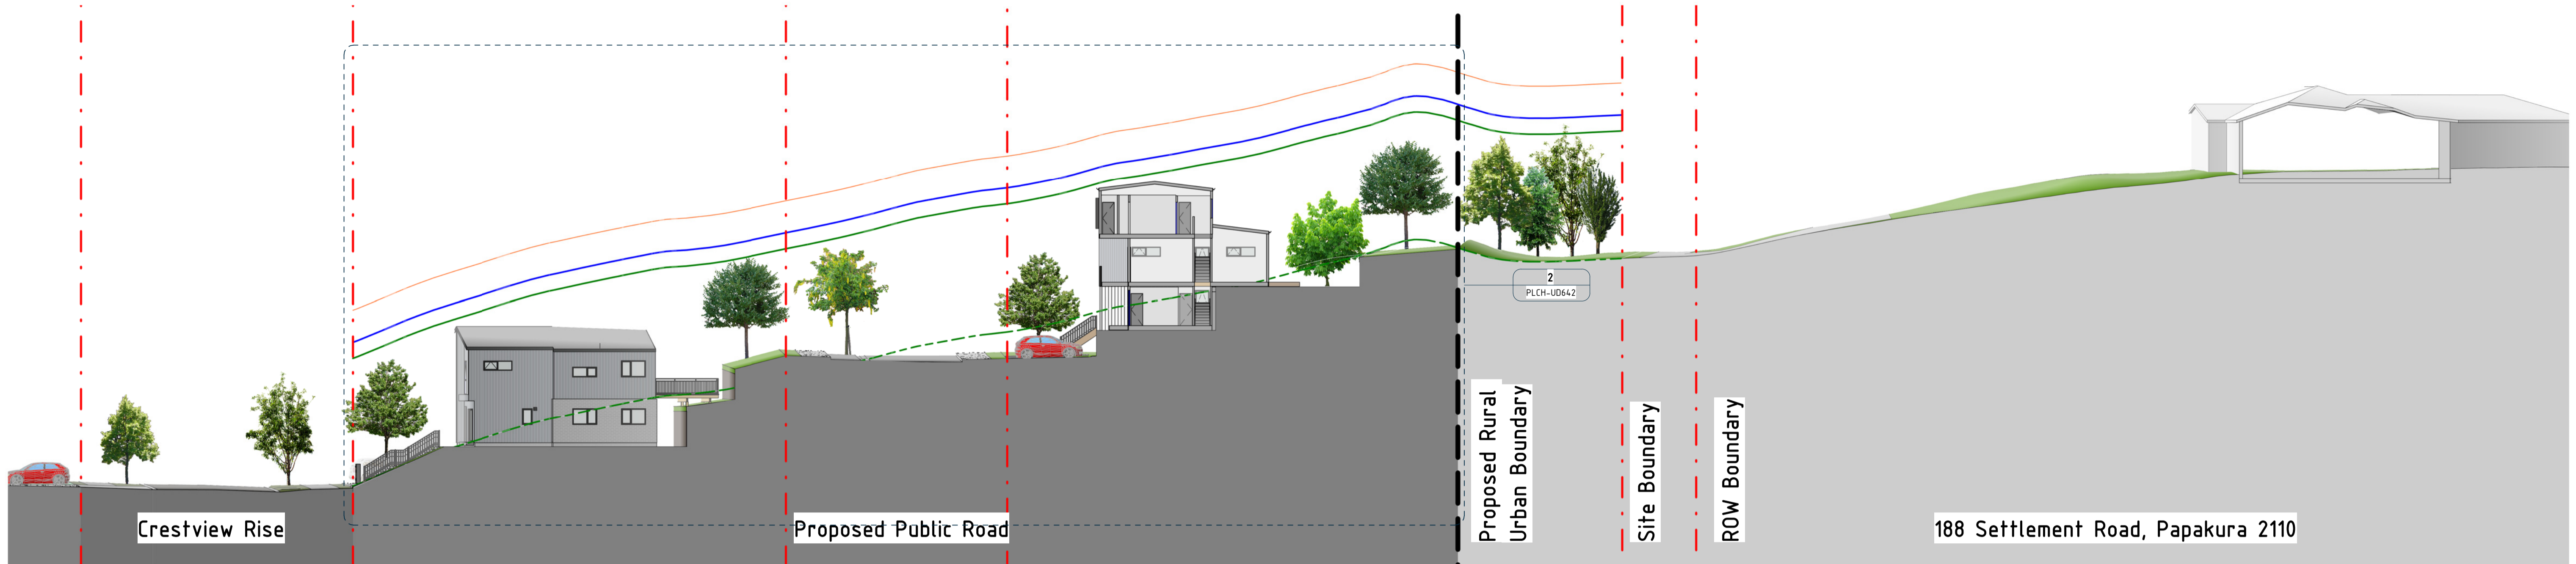 Crestview Rise
Proposed Public Road
2
PLCH-UD642
Proposed Rural
Urban Boundary
Site Boundary
ROW Boundary
188 Settlement Road, Papakura 2110